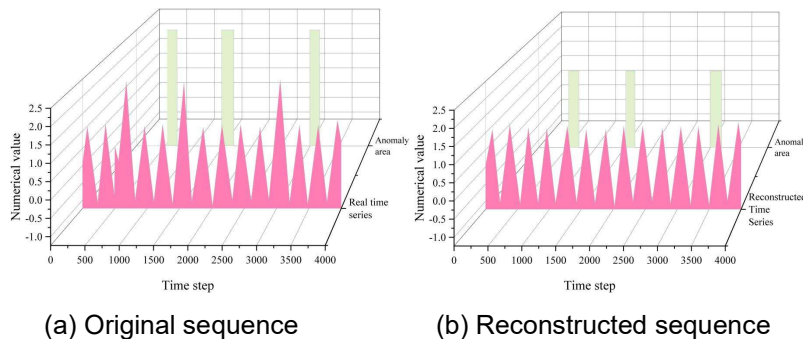 2.5
2.0
1.5
1.0
0.5
0.0
-0.5
-1.0
Numerical value
0 500 1000 1500 2000 2500 3000 3500 4000
Time step
Anomaly
area
Real time
series
(a) Original sequence
2.5
2.0
1.5
1.0
0.5
0.0
-0.5
-1.0
Numerical value
0 500 1000 1500 2000 2500 3000 3500 4000
Time step
Anomaly
area
Reconstructed
Time
Series
(b) Reconstructed sequence